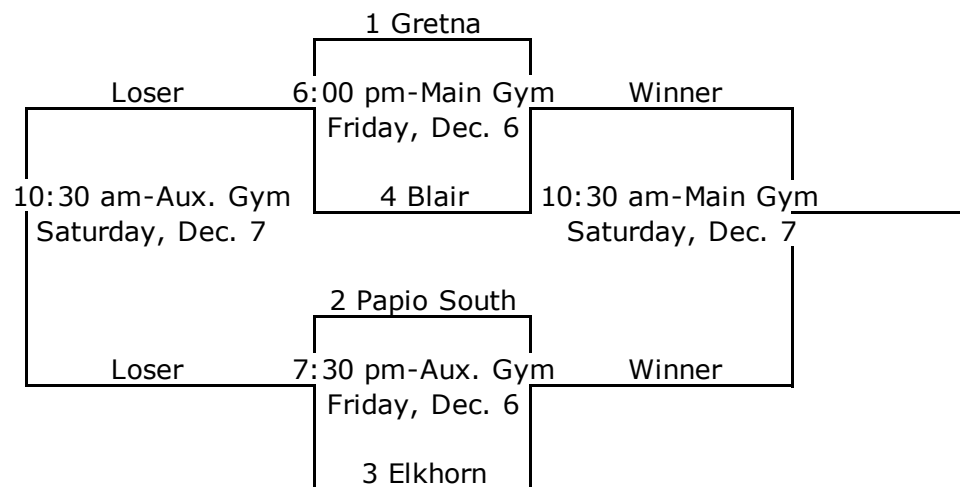 1 Gretna
Loser
6:00 pm-Main Gym
Winner
Friday, Dec. 6
10:30 am-Aux. Gym
4 Blair
10:30 am-Main Gym
Saturday, Dec. 7
Saturday, Dec. 7
2 Papio South
Loser
7:30 pm-Aux. Gym
Winner
Friday, Dec. 6
3 Elkhorn